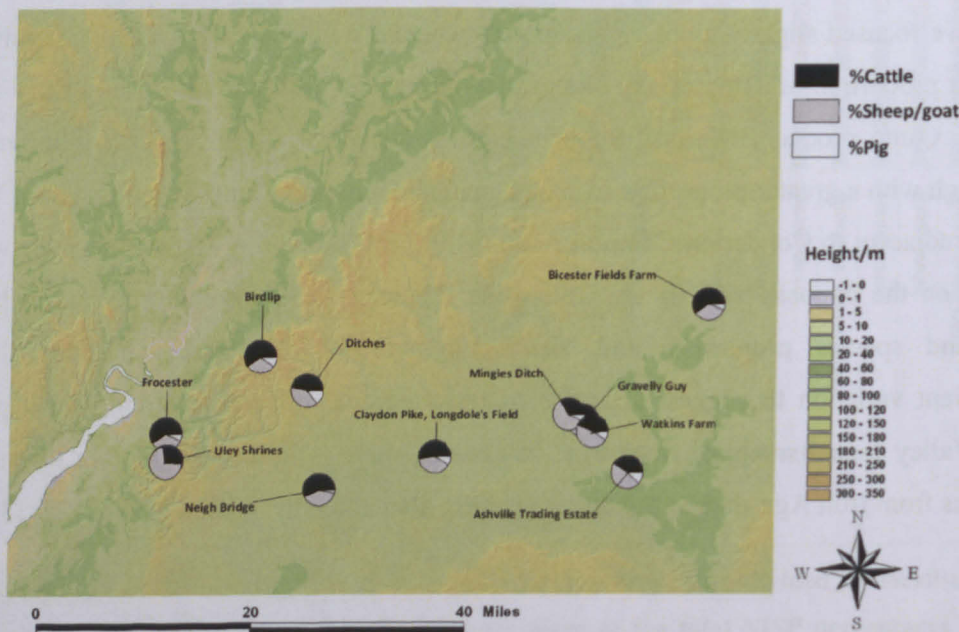 %Cattle
%Sheep/goat
%Pig
Bicester Fields Farm
Height/m
-1 - 0
0 - 1
1 - 5
5 - 10
10 - 20
20 - 40
40 - 60
60 - 80
80 - 100
100 - 120
120 - 150
150 - 180
180 - 210
210 - 250
250 - 300
300 - 350
Birdlip
Ditches
Mingies Ditch
Gravelly Guy
Frocester
Claydon Pike, Longdole's Field
Watkins Farm
Uley Shrines
Neigh Bridge
Ashville Trading Estate
N
W E
S
0 20 40 Miles